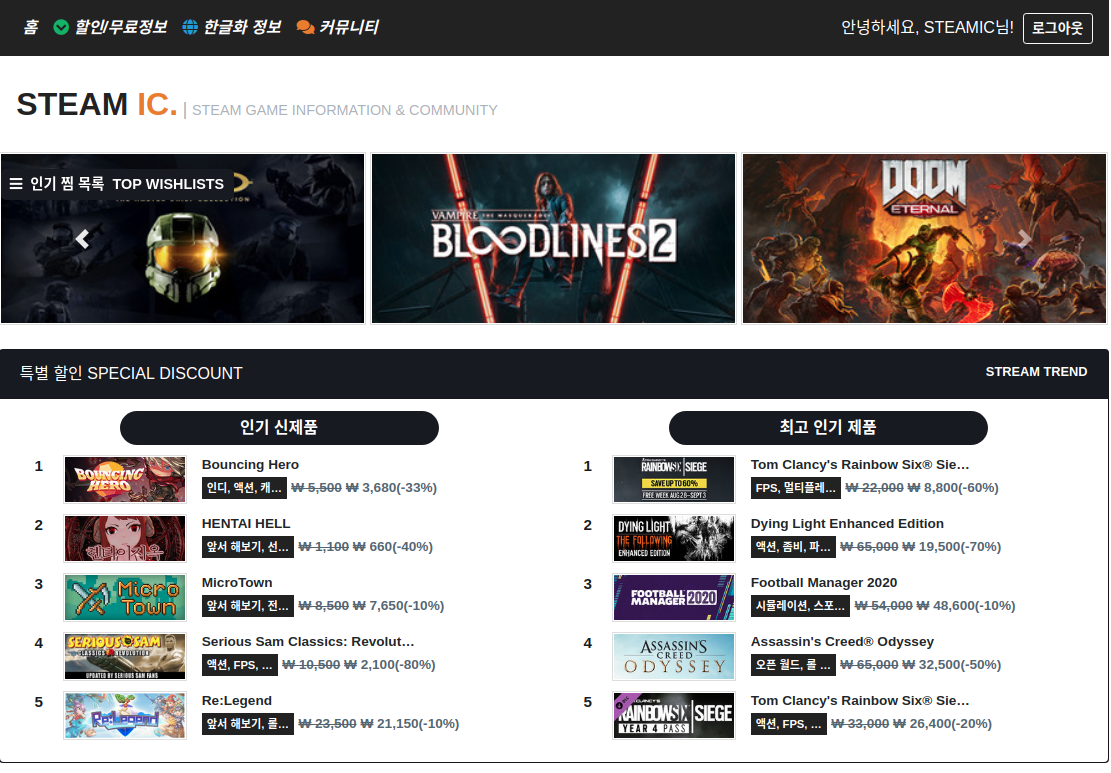 홈 할인/무료정보 한글화 정보 커뮤니티 안녕하세요, STEAMIC님! 로그아웃
STEAM IC. | STEAM GAME INFORMATION & COMMUNITY
인기 찜 목록 TOP WISHLISTS
VAMPIRE THE MASQUERADE
BLOODLINES 2
DOOM
ETERNAL
특별 할인 SPECIAL DISCOUNT STREAM TREND
인기 신제품
1 BOUNCING HERO Bouncing Hero
인디, 액션, 캐... ₩ 5,500 ₩ 3,680(-33%)
2 헨타이 지옥 HENTAI HELL
앞서 해보기, 선... ₩ 1,100 ₩ 660(-40%)
3 Micro Town MicroTown
앞서 해보기, 전... ₩ 8,500 ₩ 7,650(-10%)
4 SERIOUS SAM CLASSICS REVOLUTION UPDATED BY SERIOUS SAM FANS Serious Sam Classics: Revolut...
액션, FPS, ... ₩ 10,500 ₩ 2,100(-80%)
5 Re:Legend Re:Legend
앞서 해보기, 롤... ₩ 23,500 ₩ 21,150(-10%)
최고 인기 제품
1 RAINBOW SIX SIEGE SAVE UP TO 60% FREE WEEK AUG 28-SEPT 3 Tom Clancy's Rainbow Six® Sie...
FPS, 멀티플레... ₩ 22,000 ₩ 8,800(-60%)
2 DYING LIGHT THE FOLLOWING ENHANCED EDITION Dying Light Enhanced Edition
액션, 좀비, 파... ₩ 65,000 ₩ 19,500(-70%)
3 FOOTBALL MANAGER 2020 Football Manager 2020
시뮬레이션, 스포... ₩ 54,000 ₩ 48,600(-10%)
4 ASSASSIN'S CREED ODYSSEY Assassin's Creed® Odyssey
오픈 월드, 롤 ... ₩ 65,000 ₩ 32,500(-50%)
5 RAINBOW SIX SIEGE YEAR 4 PASS Tom Clancy's Rainbow Six® Sie...
액션, FPS, ... ₩ 33,000 ₩ 26,400(-20%)